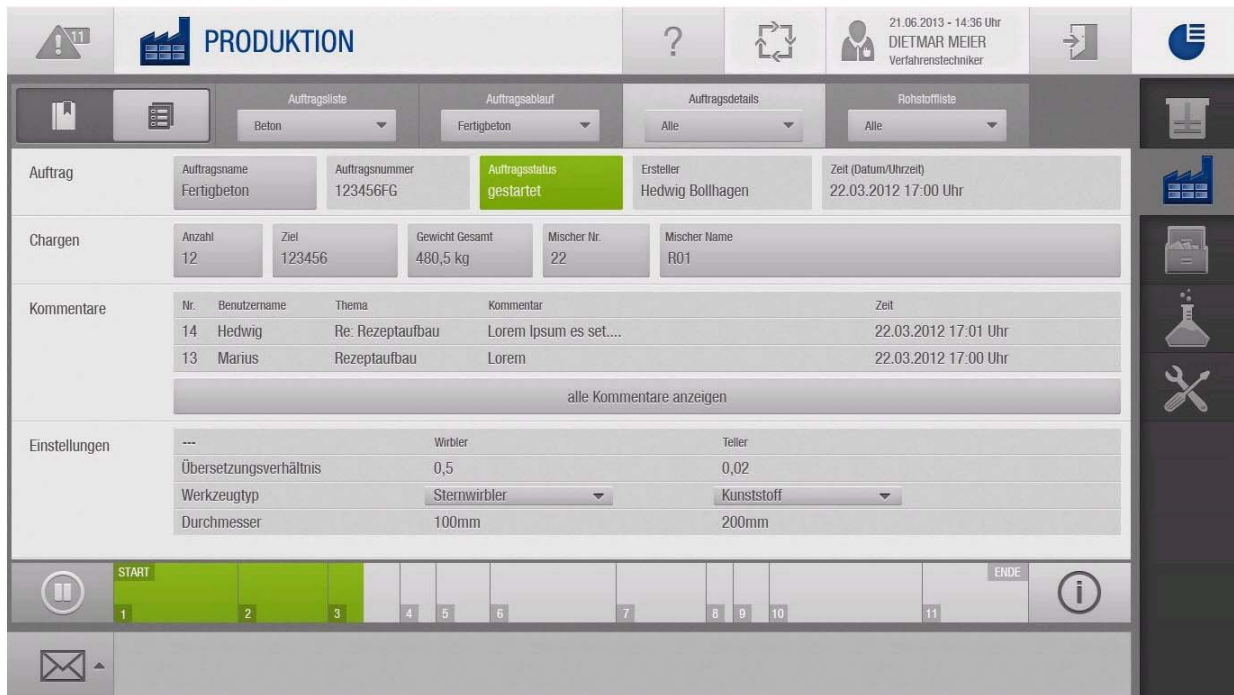 11
PRODUKTION
?
21.06.2013 - 14:36 Uhr
DIETMAR MEIER
Verfahrenstechniker
Auftragsliste
Beton
Auftragsablauf
Fertigbeton
Auftragsdetails
Alle
Rohstoffliste
Alle
Auftrag
Auftragsname
Fertigbeton
Auftragsnummer
123456FG
Auftragsstatus
gestartet
Ersteller
Hedwig Bollhagen
Zeit (Datum/Uhrzeit)
22.03.2012 17:00 Uhr
Chargen
Anzahl
12
Ziel
123456
Gewicht Gesamt
480,5 kg
Mischer Nr.
22
Mischer Name
R01
Kommentare
Nr. Benutzername Thema Kommentar Zeit
14 Hedwig Re: Rezeptaufbau Lorem Ipsum es set.... 22.03.2012 17:01 Uhr
13 Marius Rezeptaufbau Lorem 22.03.2012 17:00 Uhr
alle Kommentare anzeigen
Einstellungen
--- Wirbler Teller
Übersetzungsverhältnis 0,5 0,02
Werkzeugtyp Sternwirbler Kunststoff
Durchmesser 100mm 200mm
START ENDE
1 2 3 4 5 6 7 8 9 10 11
i